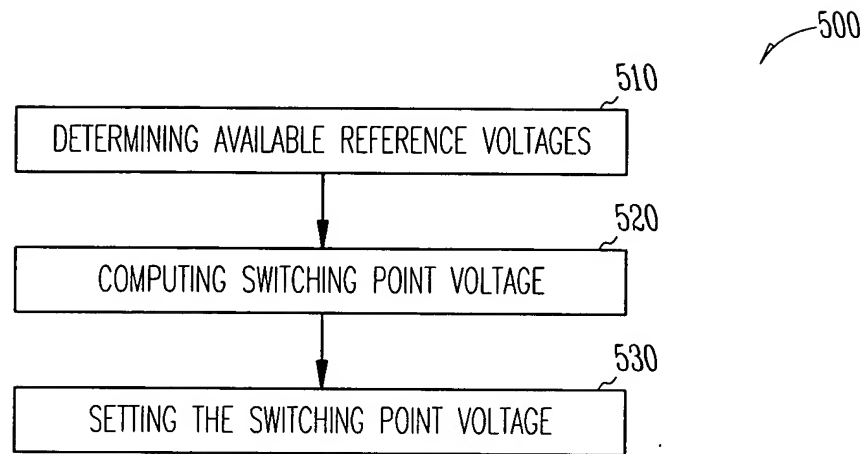 500
510
DETERMINING AVAILABLE REFERENCE VOLTAGES
520
COMPUTING SWITCHING POINT VOLTAGE
530
SETTING THE SWITCHING POINT VOLTAGE